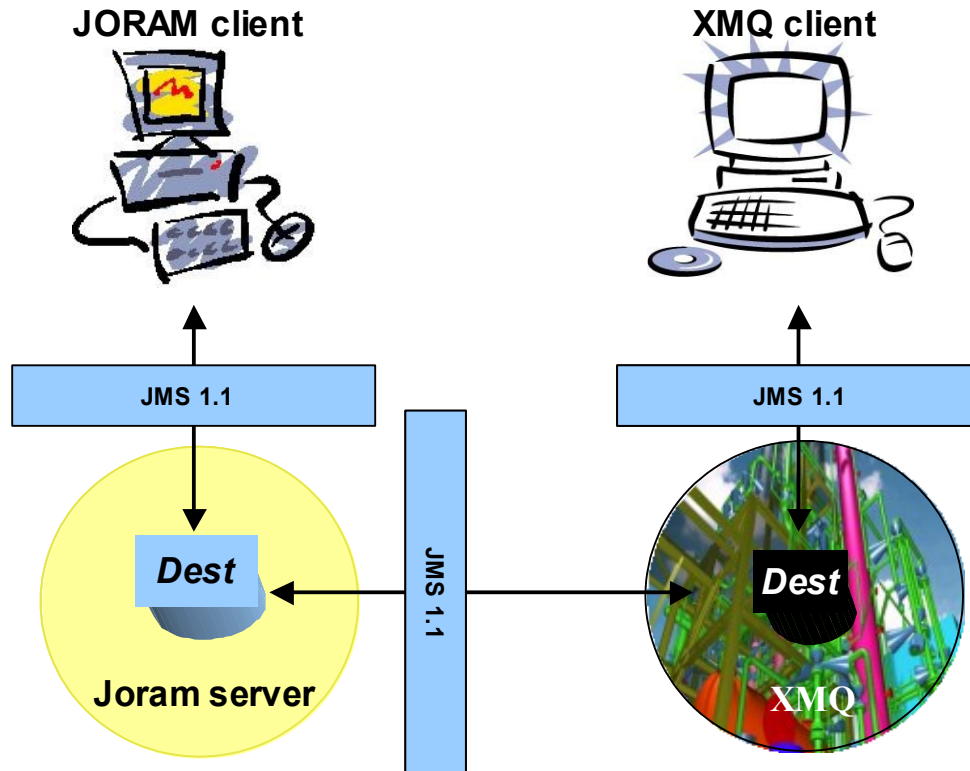 JORAM client
XMQ client
JMS 1.1
JMS 1.1
JMS 1.1
Dest
Dest
Joram server
XMQ